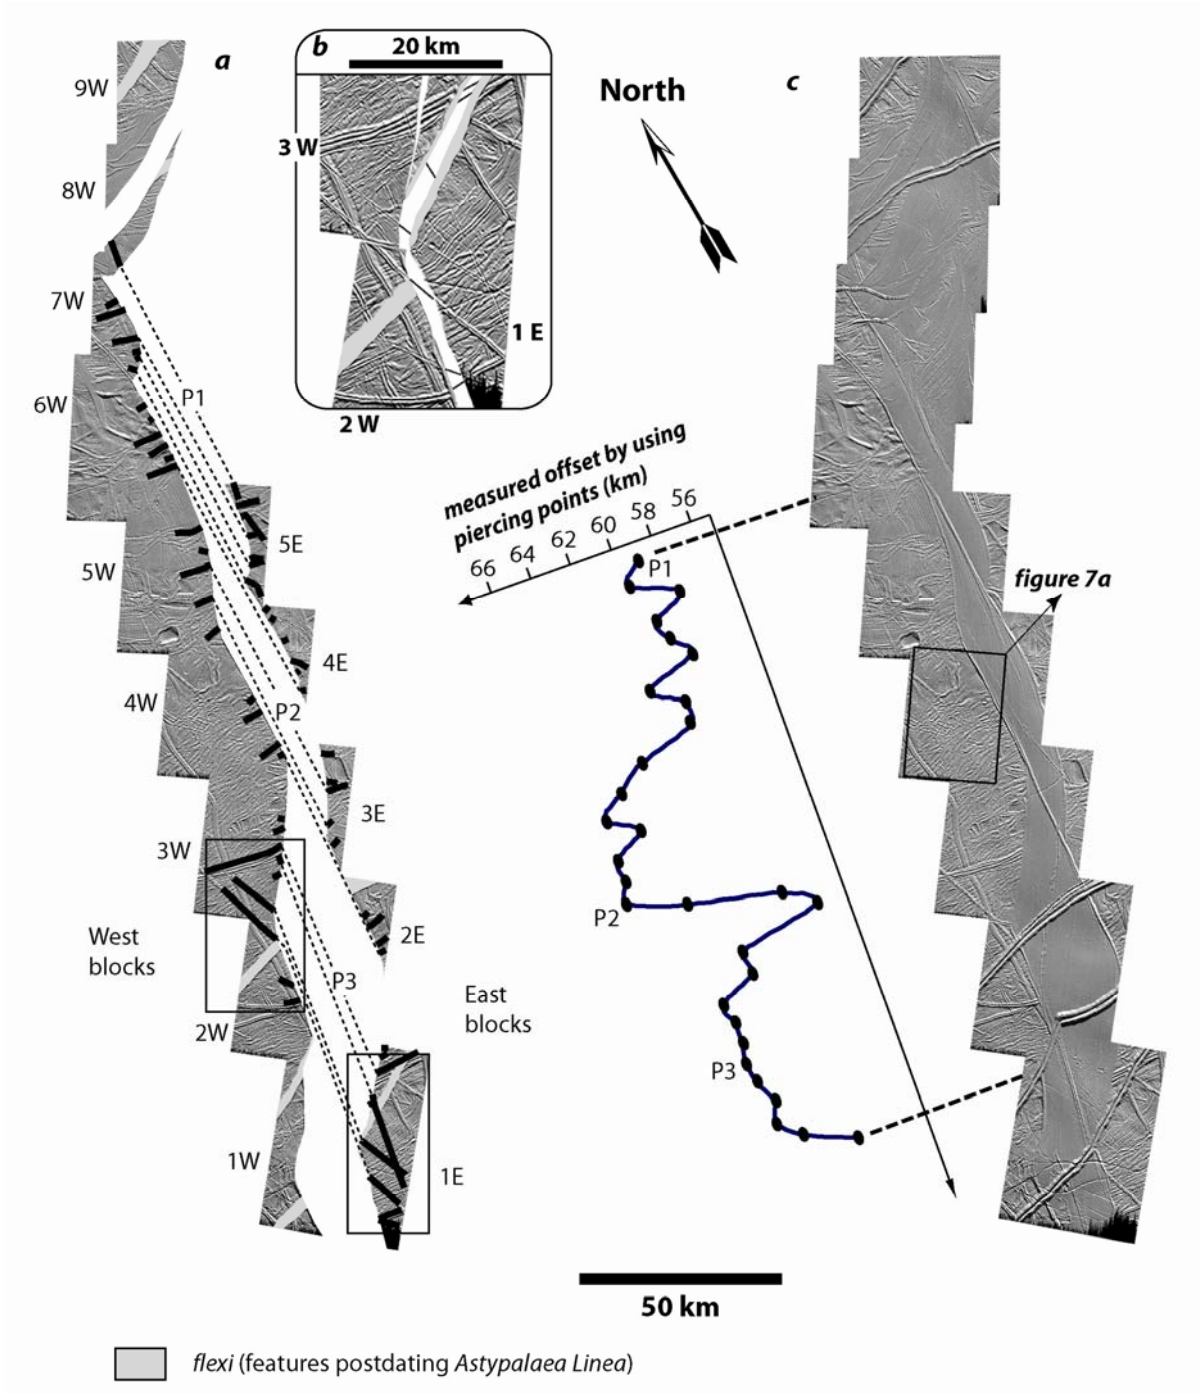 a
b
20 km
3 W
1 E
2 W
North
c
9W
8W
7W
6W
5W
4W
3W
2W
1W
P1
5E
4E
P2
3E
2E
P3
1E
West
blocks
East
blocks
measured offset by using
piercing points (km)
66 64 62 60 58 56
P1
P2
P3
figure 7a
50 km
flexi (features postdating Astypalaea Linea)